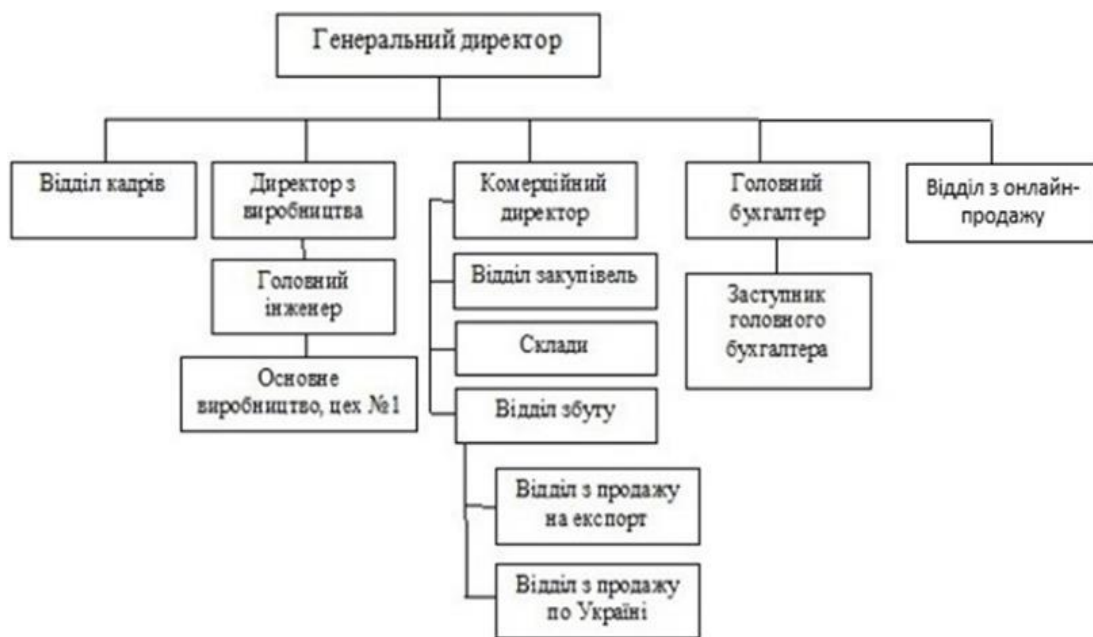 Генеральний директор
Відділ кадрів
Директор з
виробництва
Комерційний
директор
Головний
бухгалтер
Відділ з онлайн-
продажу
Головний
інженер
Відділ закупівель
Заступник
головного
бухгалтера
Склади
Основне
виробництво, цех №1
Відділ збуту
Відділ з продажу
на експорт
Відділ з продажу
по Україні